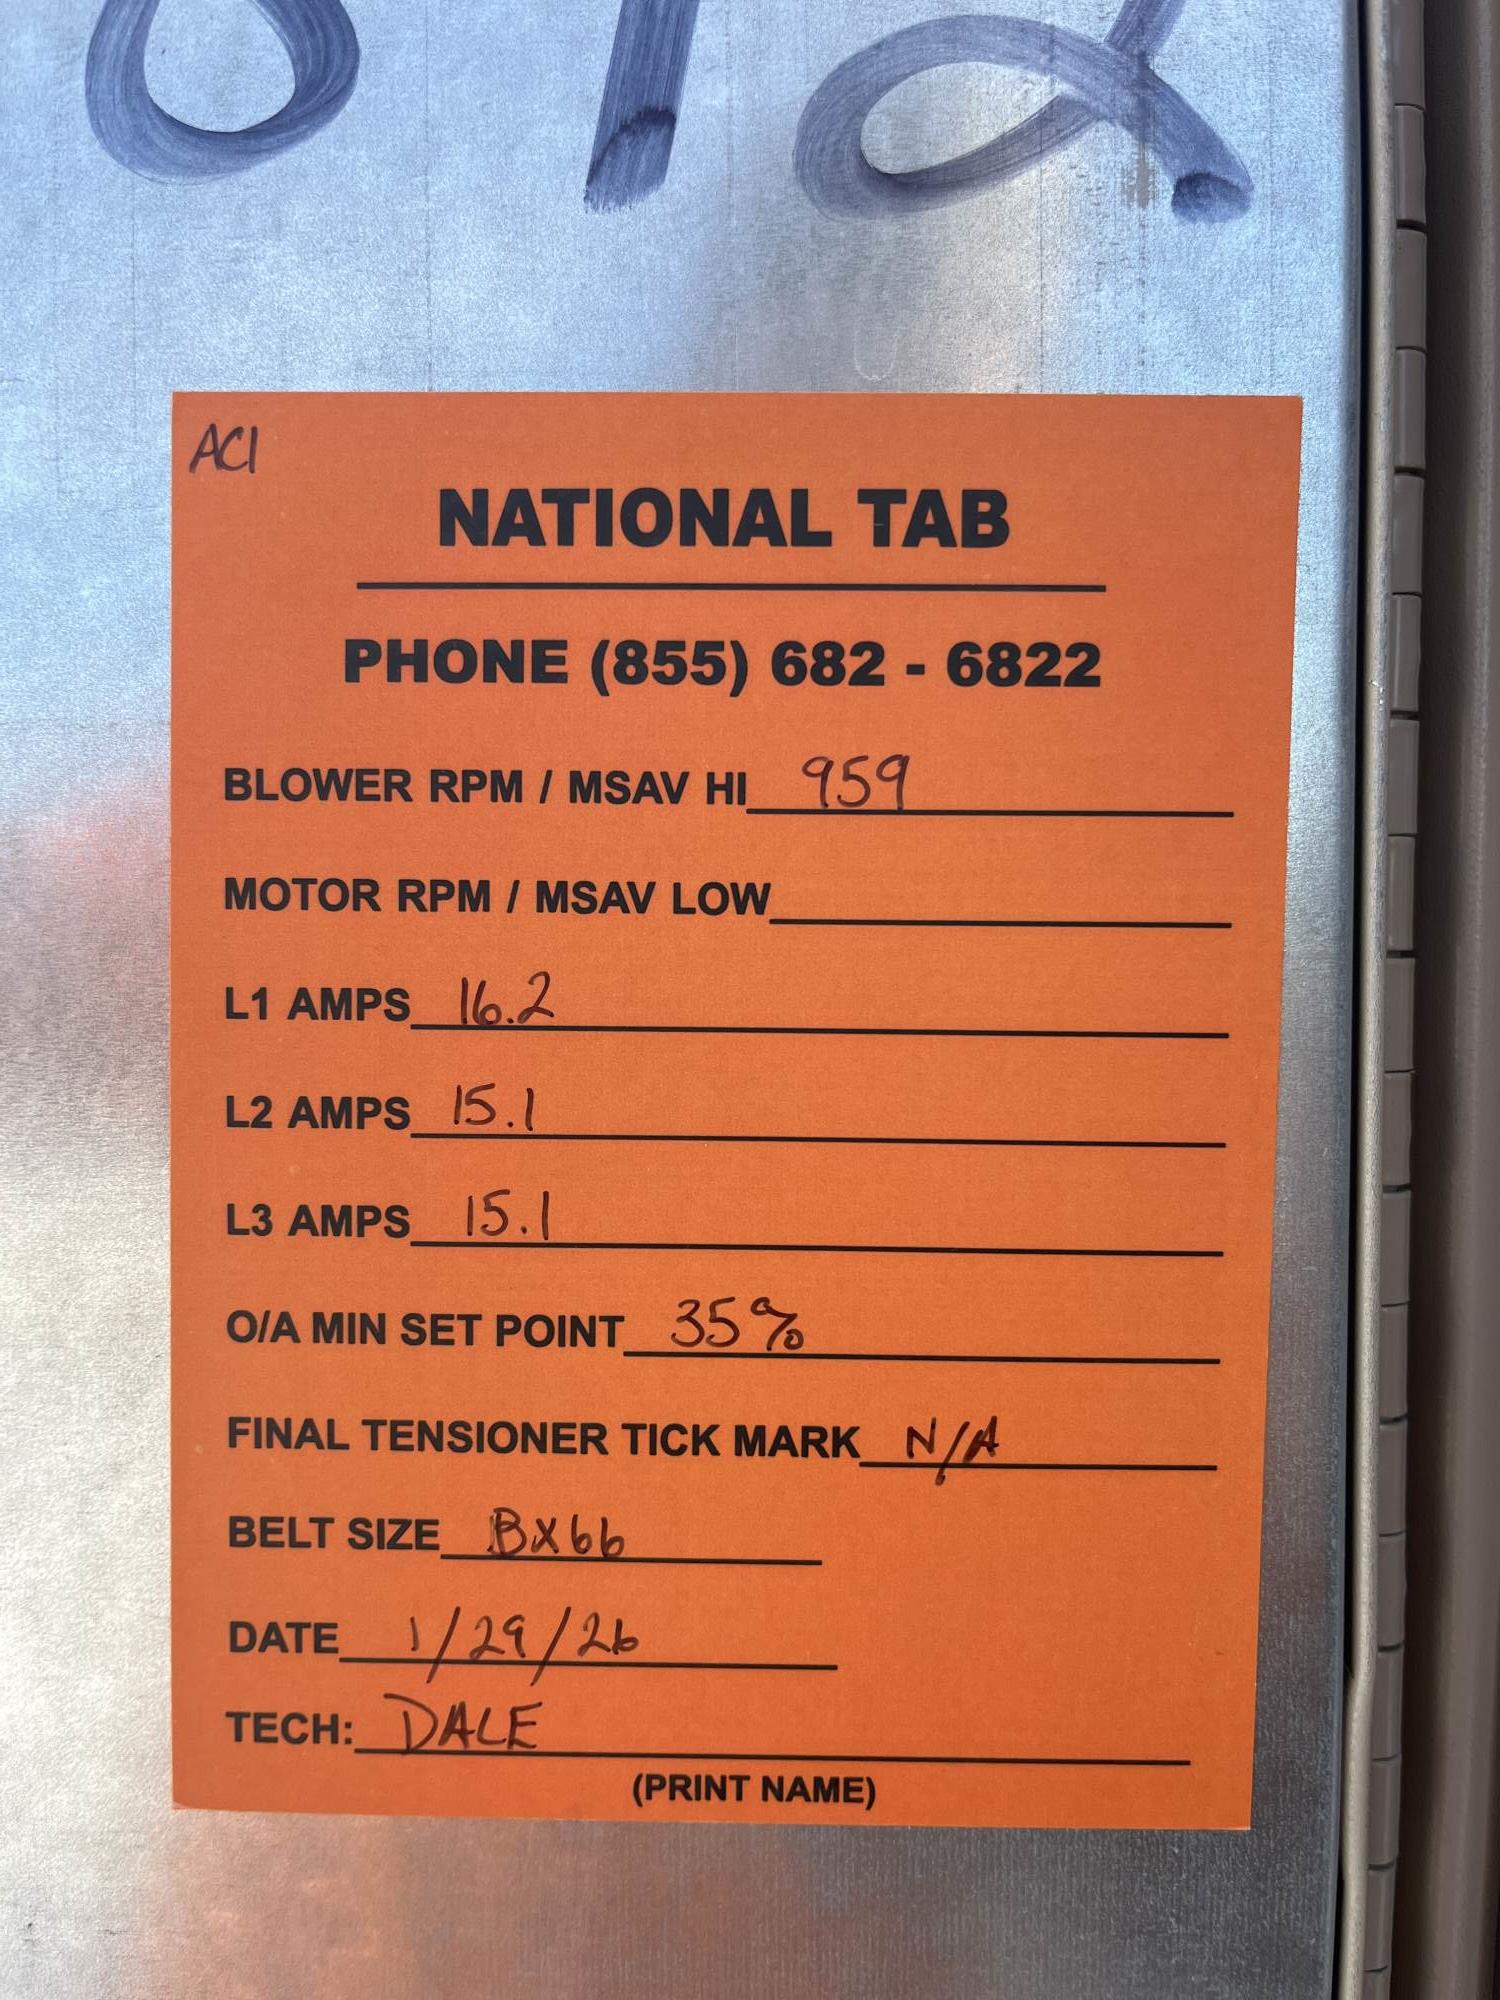 AC1
NATIONAL TAB
PHONE (855) 682 - 6822
BLOWER RPM / MSAV HI 959
MOTOR RPM / MSAV LOW
L1 AMPS 16.2
L2 AMPS 15.1
L3 AMPS 15.1
O/A MIN SET POINT 35%
FINAL TENSIONER TICK MARK N/A
BELT SIZE BX66
DATE 1/29/26
TECH: DALE
(PRINT NAME)